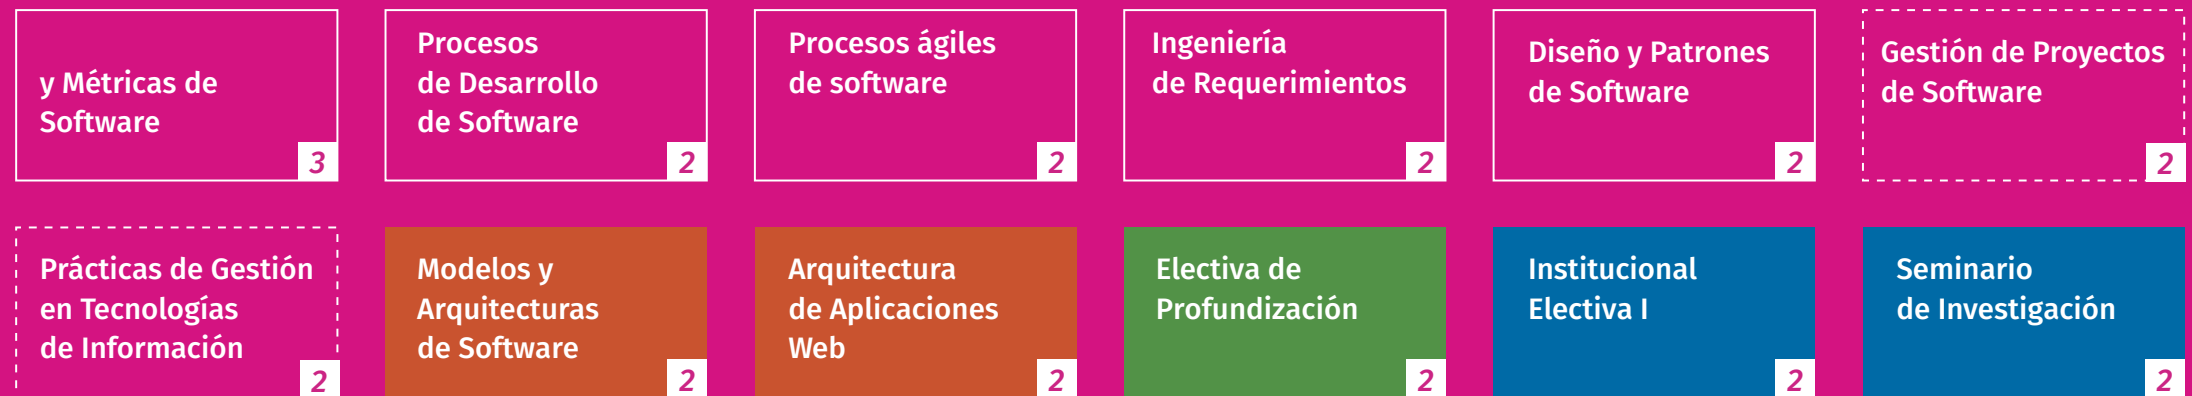 y Métricas de
Software
3
Procesos
de Desarrollo
de Software
2
Procesos ágiles
de software
2
Ingeniería
de Requerimientos
2
Diseño y Patrones
de Software
2
Gestión de Proyectos
de Software
2
Prácticas de Gestión
en Tecnologías
de Información
2
Modelos y
Arquitecturas
de Software
2
Arquitectura
de Aplicaciones
Web
2
Electiva de
Profundización
2
Institucional
Electiva I
2
Seminario
de Investigación
2